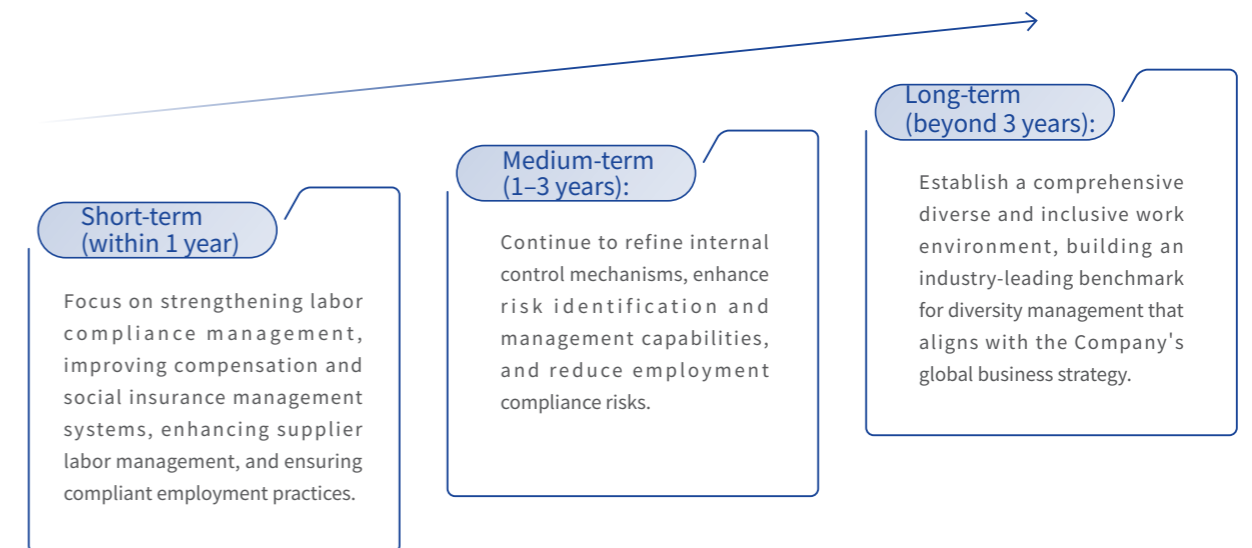 Short-term
(within 1 year)
Focus on strengthening labor
compliance management,
improving compensation and
social insurance management
systems, enhancing supplier
labor management, and ensuring
compliant employment practices.
Medium-term
(1–3 years):
Continue to refine internal
control mechanisms, enhance
risk identification and
management capabilities,
and reduce employment
compliance risks.
Long-term
(beyond 3 years):
Establish a comprehensive
diverse and inclusive work
environment, building an
industry-leading benchmark
for diversity management that
aligns with the Company's
global business strategy.